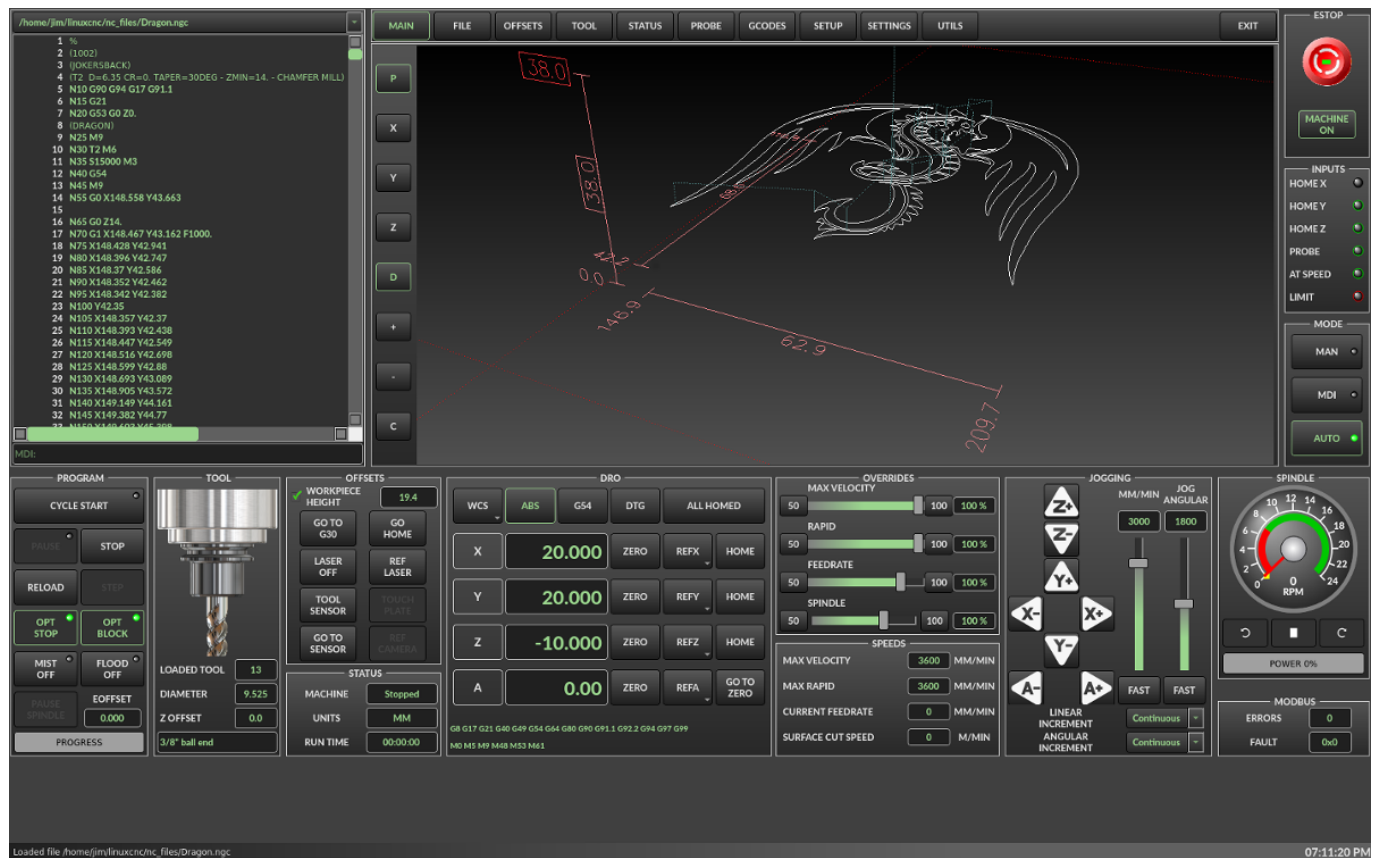 /home/jim/linuxcnc/nc_files/Dragon.ngc
1 %
2 (1002)
3 (JOKERSBACK)
4 (T2 D=6.35 CR=0. TAPER=30DEG - ZMIN=14. - CHAMFER MILL)
5 N10 G90 G94 G17 G91.1
6 N15 G21
7 N20 G53 G0 Z0.
8 (DRAGON)
9 N25 M9
10 N30 T2 M6
11 N35 S15000 M3
12 N40 G54
13 N45 M9
14 N55 G0 X148.558 Y43.663
15
16 N65 G0 Z14.
17 N70 G1 X148.467 Y43.162 F1000.
18 N75 X148.428 Y42.941
19 N80 X148.396 Y42.747
20 N85 X148.37 Y42.586
21 N90 X148.352 Y42.462
22 N95 X148.342 Y42.382
23 N100 Y42.35
24 N105 X148.357 Y42.37
25 N110 X148.393 Y42.438
26 N115 X148.447 Y42.549
27 N120 X148.516 Y42.698
28 N125 X148.599 Y42.88
29 N130 X148.693 Y43.089
30 N135 X148.905 Y43.572
31 N140 X149.149 Y44.161
32 N145 X149.382 Y44.77
MDI:
MAIN FILE OFFSETS TOOL STATUS PROBE GCODES SETUP SETTINGS UTILS EXIT
P
X
Y
Z
D
+
-
C
38.0
38.0
68.6
42.2
0.0
146.9
62.9
209.7
ESTOP
MACHINE
ON
INPUTS
HOME X
HOME Y
HOME Z
PROBE
AT SPEED
LIMIT
MODE
MAN
MDI
AUTO
PROGRAM
CYCLE START
PAUSE STOP
RELOAD STEP
OPT STOP OPT BLOCK
MIST OFF FLOOD OFF
PAUSE SPINDLE EOFFSET
0.000
PROGRESS
TOOL
LOADED TOOL 13
DIAMETER 9.525
Z OFFSET 0.0
3/8" ball end
OFFSETS
WORKPIECE HEIGHT 19.4
GO TO G30 GO HOME
LASER OFF REF LASER
TOOL SENSOR TOUCH PLATE
GO TO SENSOR REF CAMERA
STATUS
MACHINE Stopped
UNITS MM
RUN TIME 00:00:00
DRO
WCS ABS G54 DTG ALL HOMED
X 20.000 ZERO REFX HOME
Y 20.000 ZERO REFY HOME
Z -10.000 ZERO REFZ HOME
A 0.00 ZERO REFA GO TO ZERO
G8 G17 G21 G40 G49 G54 G64 G80 G90 G91.1 G92.2 G94 G97 G99
M0 M5 M9 M48 M53 M61
OVERRIDES
MAX VELOCITY
50 100 100 %
RAPID
50 100 100 %
FEEDRATE
50 100 100 %
SPINDLE
50 100 100 %
SPEEDS
MAX VELOCITY 3600 MM/MIN
MAX RAPID 3600 MM/MIN
CURRENT FEEDRATE 0 MM/MIN
SURFACE CUT SPEED 0 M/MIN
JOGGING
Z+
Z-
Y+
X- X+
Y-
A- A+
MM/MIN JOG ANGULAR
3000 1800
FAST FAST
LINEAR INCREMENT Continuous
ANGULAR INCREMENT Continuous
SPINDLE
0 2 4 6 8 10 12 14 16 18 20 22 24
0
RPM
POWER 0%
MODBUS
ERRORS 0
FAULT 0x0
Loaded file /home/jim/linuxcnc/nc_files/Dragon.ngc
07:11:20 PM